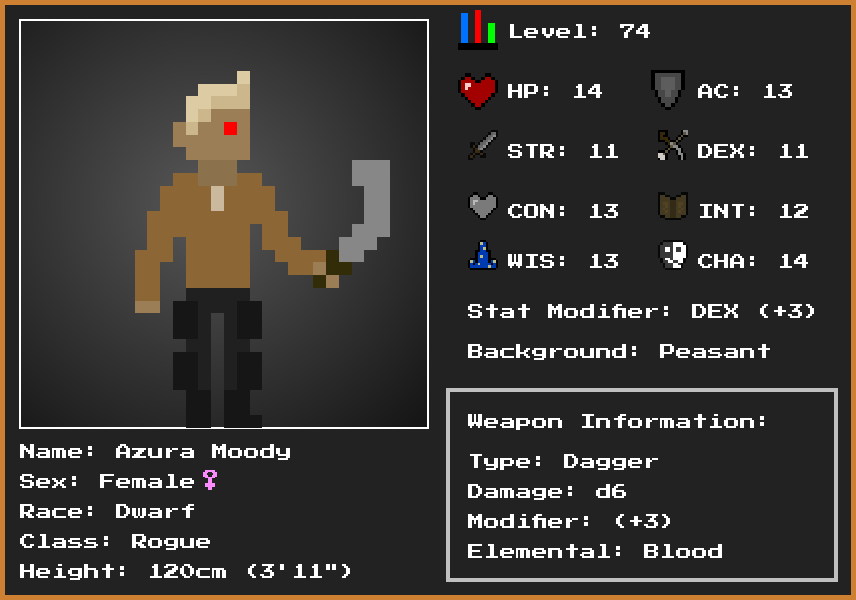 Level: 74
HP: 14
AC: 13
STR: 11
DEX: 11
CON: 13
INT: 12
WIS: 13
CHA: 14
Stat Modifier: DEX (+3)
Background: Peasant
Weapon Information:
Type: Dagger
Damage: d6
Modifier: (+3)
Elemental: Blood
Name: Azura Moody
Sex: Female♀
Race: Dwarf
Class: Rogue
Height: 120cm (3'11")